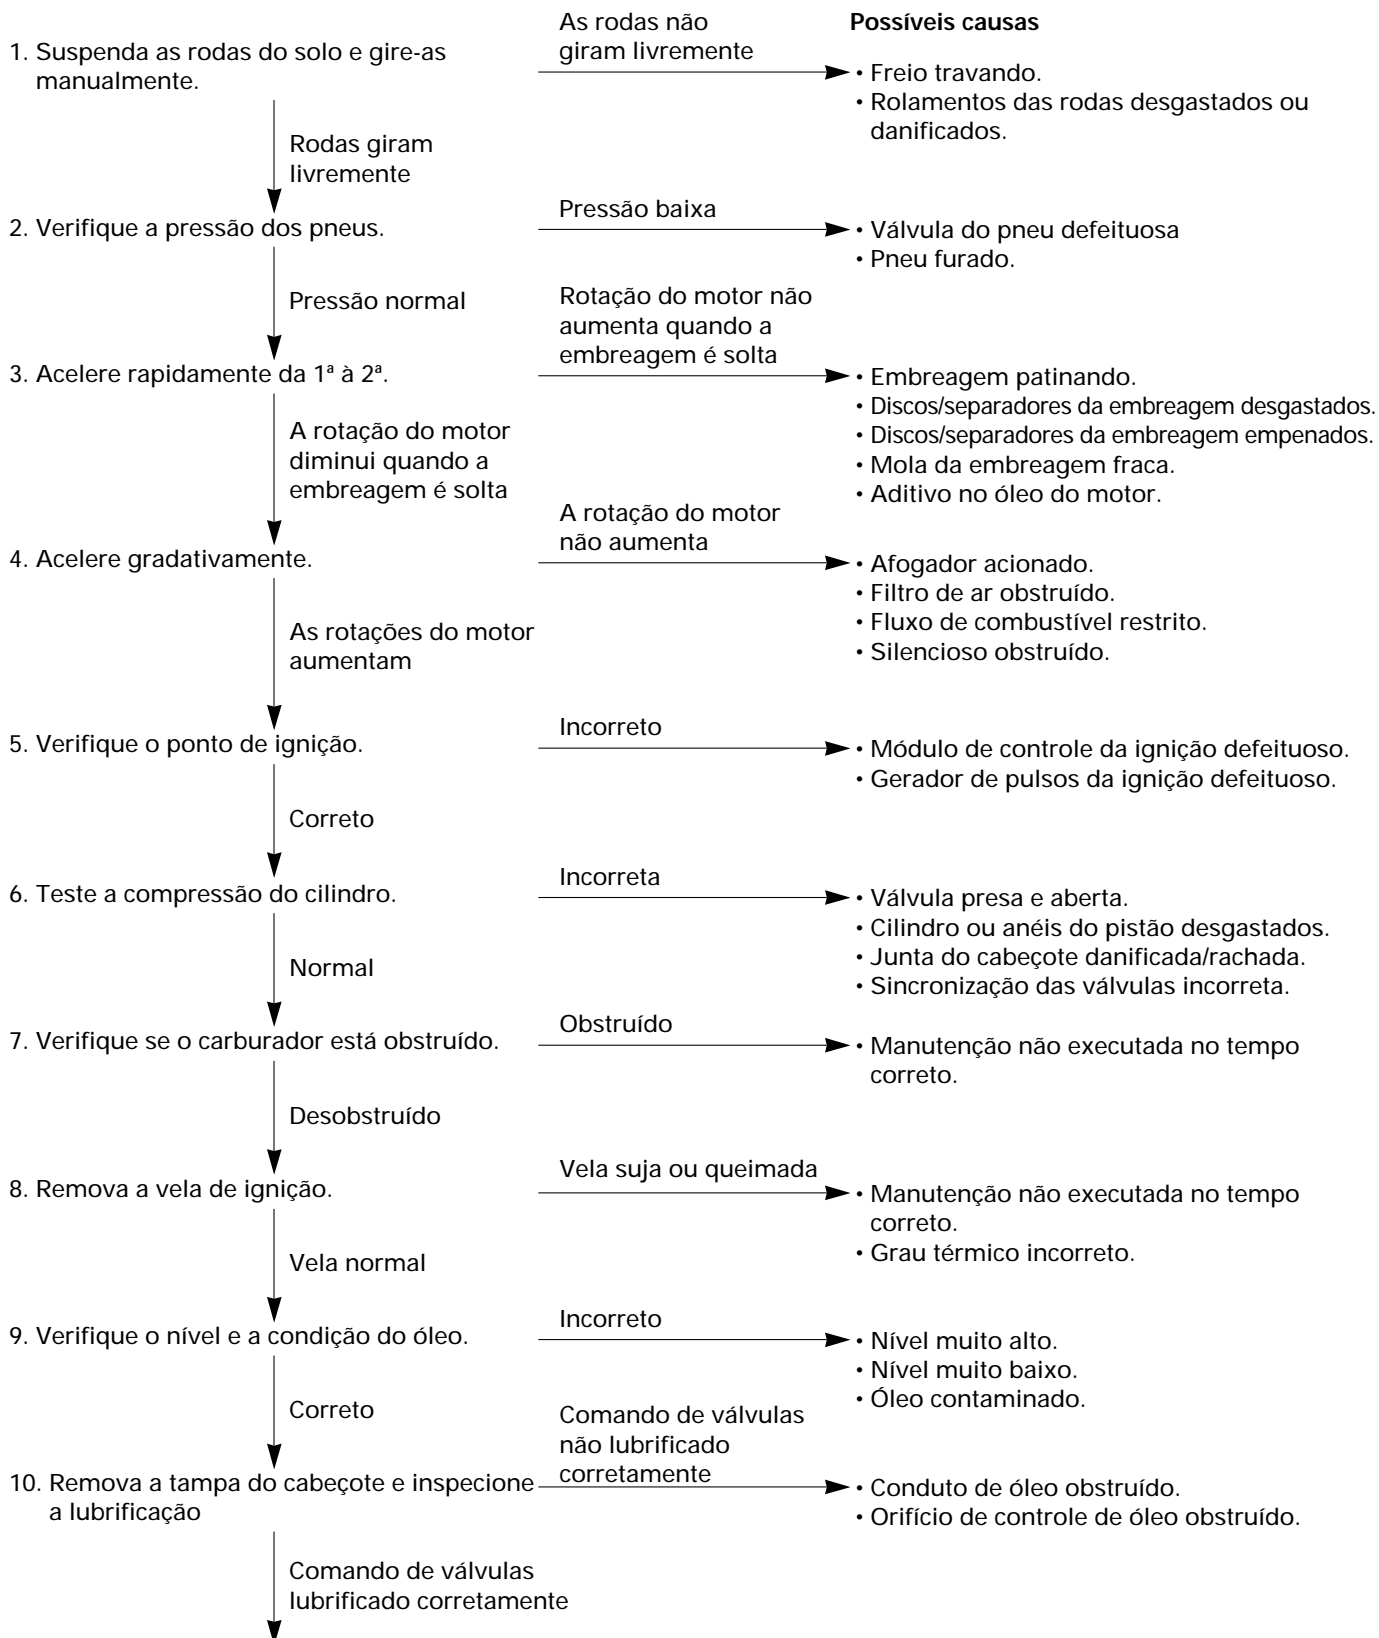 As rodas não
giram livremente
Possíveis causas
1. Suspenda as rodas do solo e gire-as
manualmente.
• Freio travando.
• Rolamentos das rodas desgastados ou
danificados.
Rodas giram
livremente
2. Verifique a pressão dos pneus.
Pressão baixa
• Válvula do pneu defeituosa
• Pneu furado.
Pressão normal
Rotação do motor não
aumenta quando a
embreagem é solta
3. Acelere rapidamente da 1ª à 2ª.
• Embreagem patinando.
• Discos/separadores da embreagem desgastados.
• Discos/separadores da embreagem empenados.
• Mola da embreagem fraca.
• Aditivo no óleo do motor.
A rotação do motor
diminui quando a
embreagem é solta
A rotação do motor
não aumenta
4. Acelere gradativamente.
• Afogador acionado.
• Filtro de ar obstruído.
• Fluxo de combustível restrito.
• Silencioso obstruído.
As rotações do motor
aumentam
5. Verifique o ponto de ignição.
Incorreto
• Módulo de controle da ignição defeituoso.
• Gerador de pulsos da ignição defeituoso.
Correto
6. Teste a compressão do cilindro.
Incorreta
• Válvula presa e aberta.
• Cilindro ou anéis do pistão desgastados.
• Junta do cabeçote danificada/rachada.
• Sincronização das válvulas incorreta.
Normal
7. Verifique se o carburador está obstruído.
Obstruído
• Manutenção não executada no tempo
correto.
Desobstruído
8. Remova a vela de ignição.
Vela suja ou queimada
• Manutenção não executada no tempo
correto.
• Grau térmico incorreto.
Vela normal
9. Verifique o nível e a condição do óleo.
Incorreto
• Nível muito alto.
• Nível muito baixo.
• Óleo contaminado.
Correto
Comando de válvulas
não lubrificado
corretamente
10. Remova a tampa do cabeçote e inspecione
a lubrificação
• Conduto de óleo obstruído.
• Orifício de controle de óleo obstruído.
Comando de válvulas
lubrificado corretamente